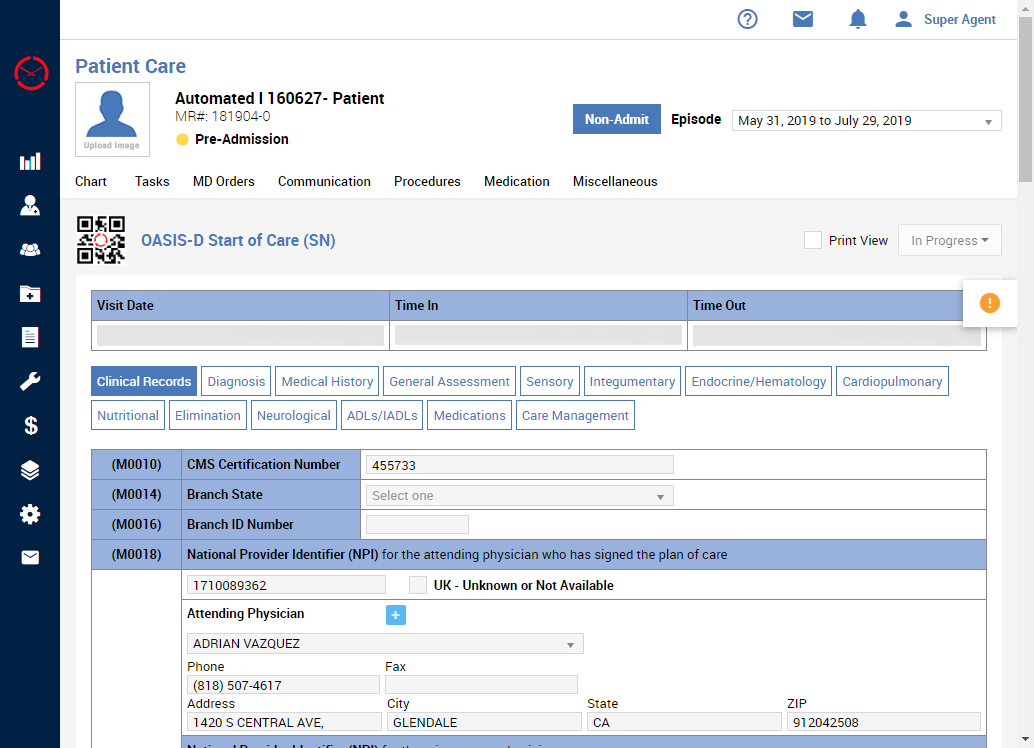 Super Agent
Patient Care
Upload Image
Automated I 160627- Patient
MR#: 181904-0
Pre-Admission
Non-Admit
Episode
May 31, 2019 to July 29, 2019
Chart Tasks MD Orders Communication Procedures Medication Miscellaneous
OASIS-D Start of Care (SN)
Print View
In Progress
Visit Date Time In Time Out
Clinical Records Diagnosis Medical History General Assessment Sensory Integumentary Endocrine/Hematology Cardiopulmonary
Nutritional Elimination Neurological ADLs/IADLs Medications Care Management
(M0010) CMS Certification Number 455733
(M0014) Branch State Select one
(M0016) Branch ID Number
(M0018) National Provider Identifier (NPI) for the attending physician who has signed the plan of care
1710089362 UK - Unknown or Not Available
Attending Physician +
ADRIAN VAZQUEZ
Phone Fax
(818) 507-4617
Address City State ZIP
1420 S CENTRAL AVE, GLENDALE CA 912042508